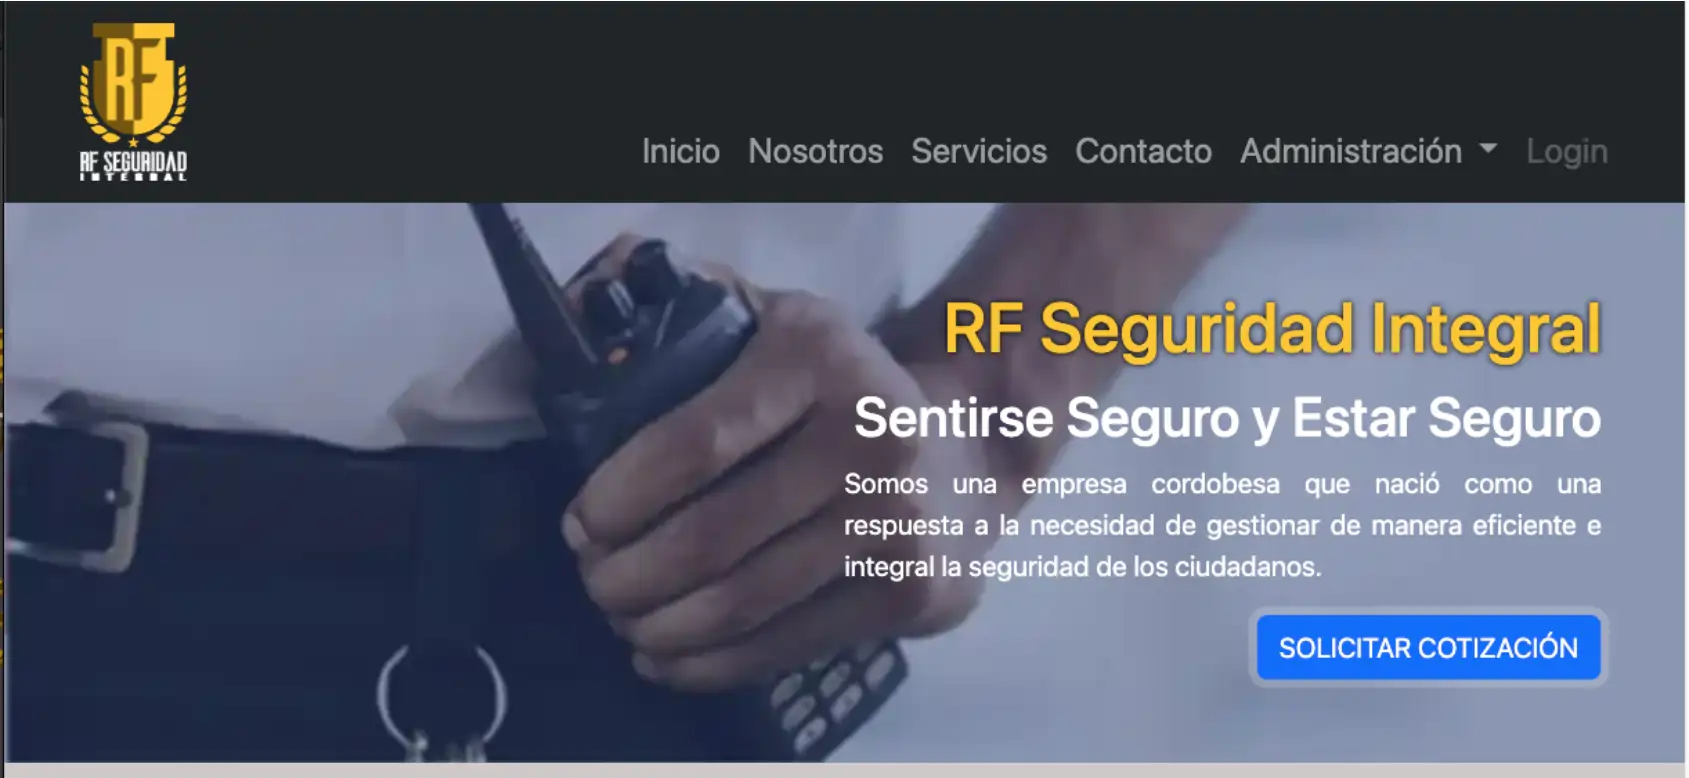 RF
RF SEGURIDAD
INTEGRAL
Inicio Nosotros Servicios Contacto Administración Login
RF Seguridad Integral
Sentirse Seguro y Estar Seguro
Somos una empresa cordobesa que nació como una
respuesta a la necesidad de gestionar de manera eficiente e
integral la seguridad de los ciudadanos.
SOLICITAR COTIZACIÓN